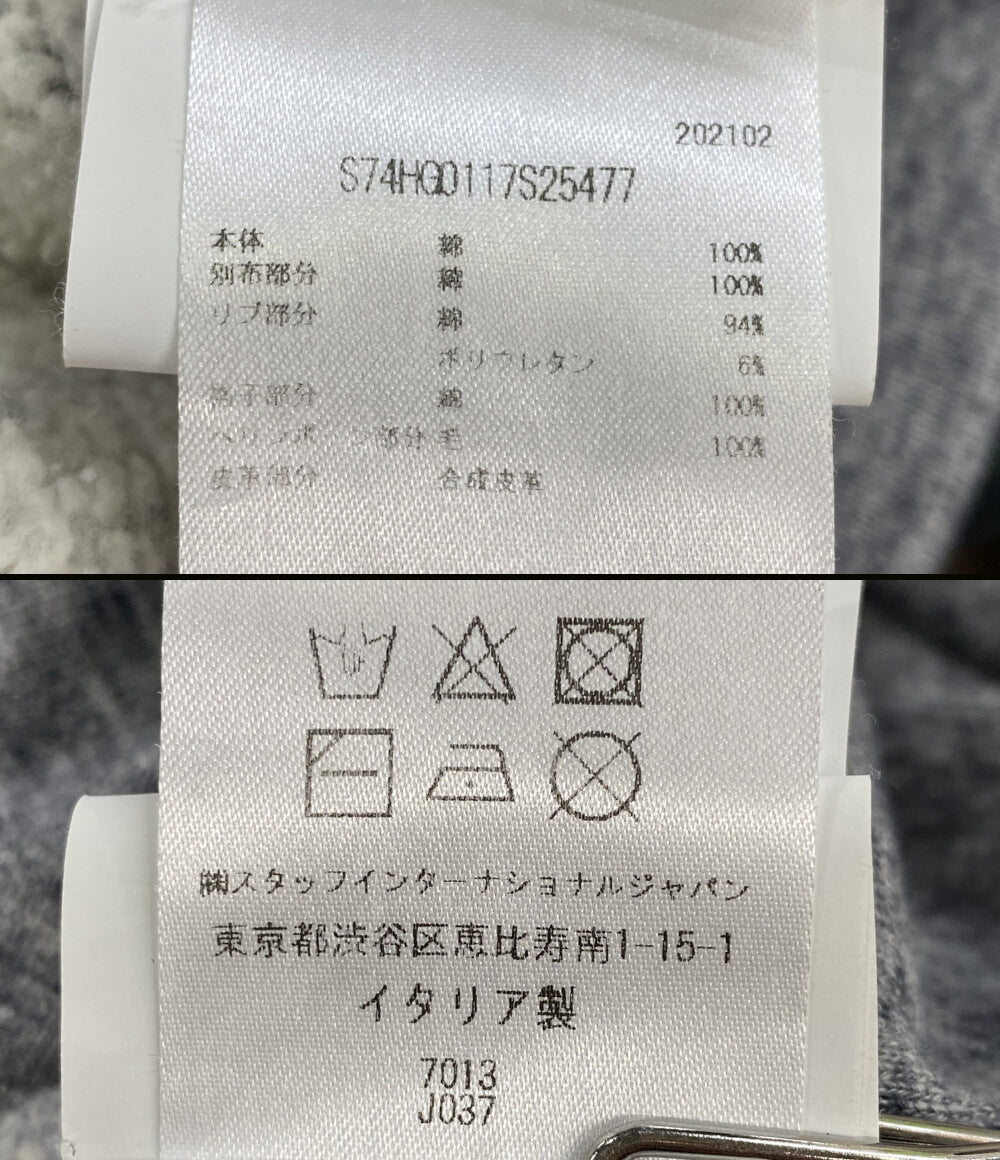 202102
S74HG0117S25477
本体 綿 100%
別布部分 綿 100%
リブ部分 綿 94%
ポリウレタン 6%
格子部分 綿 100%
ヘリンボーン部分 毛 100%
皮革部分 合成皮革
㈱スタッフインターナショナルジャパン
東京都渋谷区恵比寿南1-15-1
イタリア製
7013
J037